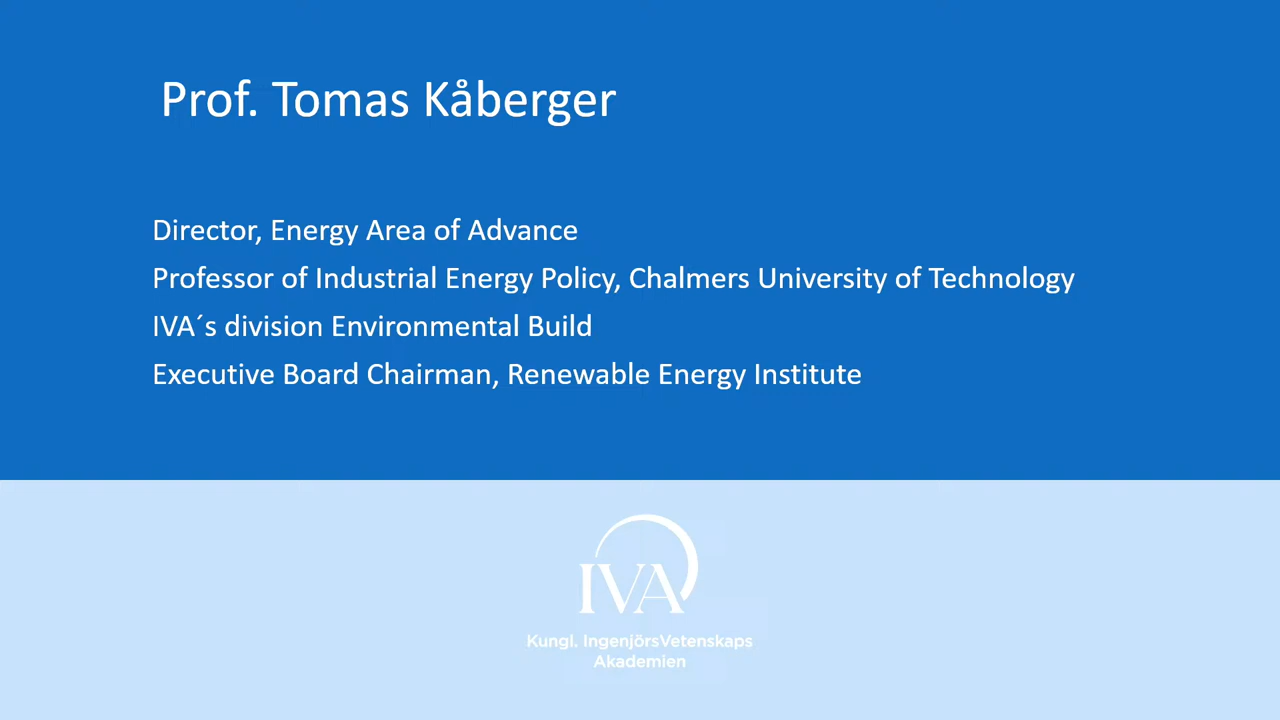 Prof. Tomas Kåberger
Director, Energy Area of Advance
Professor of Industrial Energy Policy, Chalmers University of Technology
IVA´s division Environmental Build
Executive Board Chairman, Renewable Energy Institute
IVA
Kungl. IngenjörsVetenskaps
Akademien